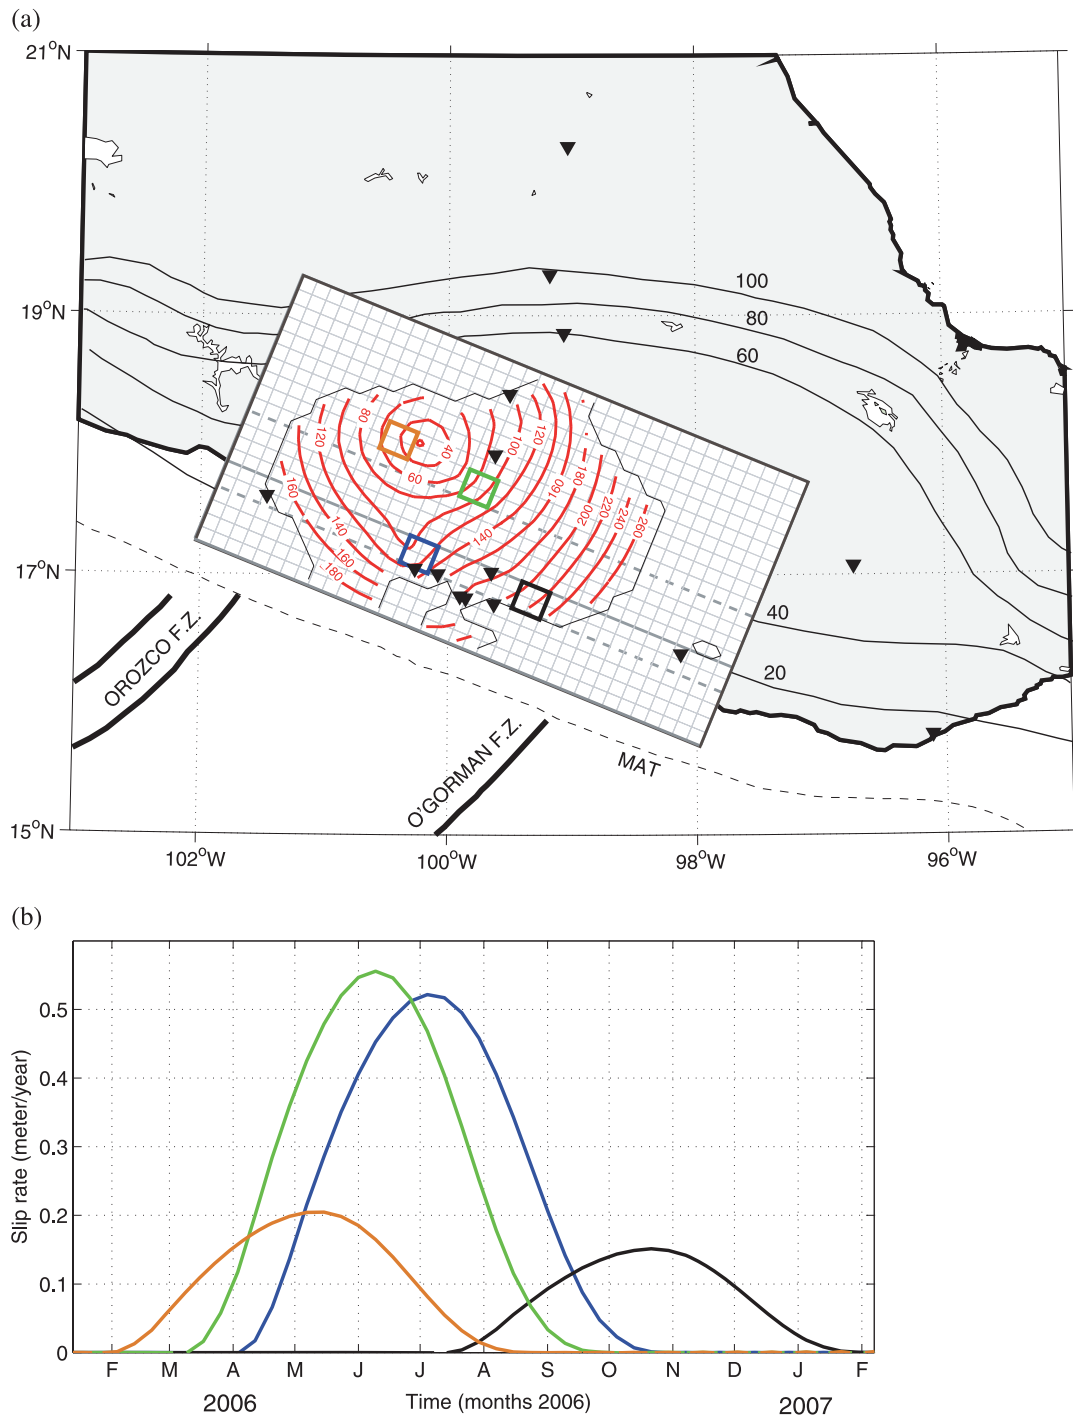 (a)
21°N
19°N
17°N
15°N
102°W
100°W
98°W
96°W
100
80
60
40
20
80
120
40
60
100
120
160
180
200
220
240
260
140
160
140
160
180
OROZCO F.Z.
O'GORMAN F.Z.
MAT
(b)
Slip rate (meter/year)
0.5
0.4
0.3
0.2
0.1
0
F M A M J J A S O N D J F
2006 Time (months 2006) 2007